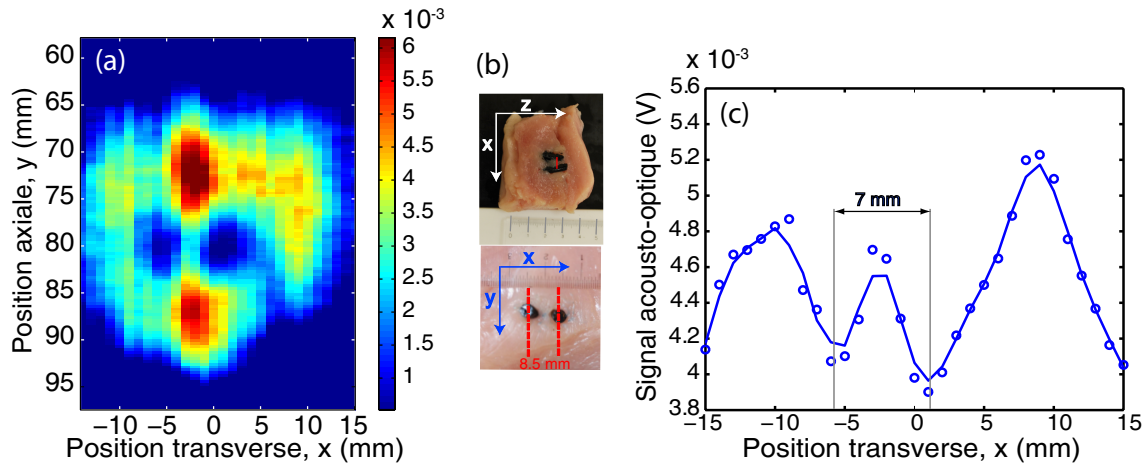 (a)
x 10⁻³
60
65
70
75
80
85
90
95
Position axiale, y (mm)
−10 −5 0 5 10 15
Position transverse, x (mm)
6
5.5
5
4.5
4
3.5
3
2.5
2
1.5
1
0.5
(b)
z
x
x
y
8.5 mm
x 10⁻³
(c)
7 mm
5.6
5.4
5.2
5
4.8
4.6
4.4
4.2
4
3.8
Signal acousto-optique (V)
−15 −10 −5 0 5 10 15
Position transverse, x (mm)